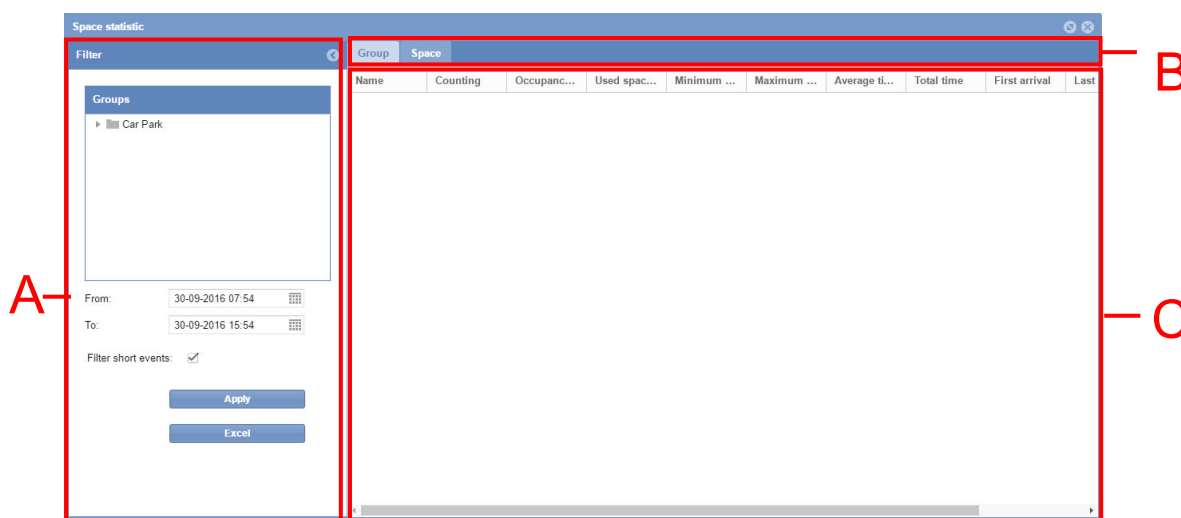 Space statistic
Filter
Group Space
B
Name Counting Occupanc... Used spac... Minimum ... Maximum ... Average ti... Total time First arrival Last
Groups
Car Park
A
From: 30-09-2016 07:54
To: 30-09-2016 15:54
C
Filter short events:
Apply
Excel